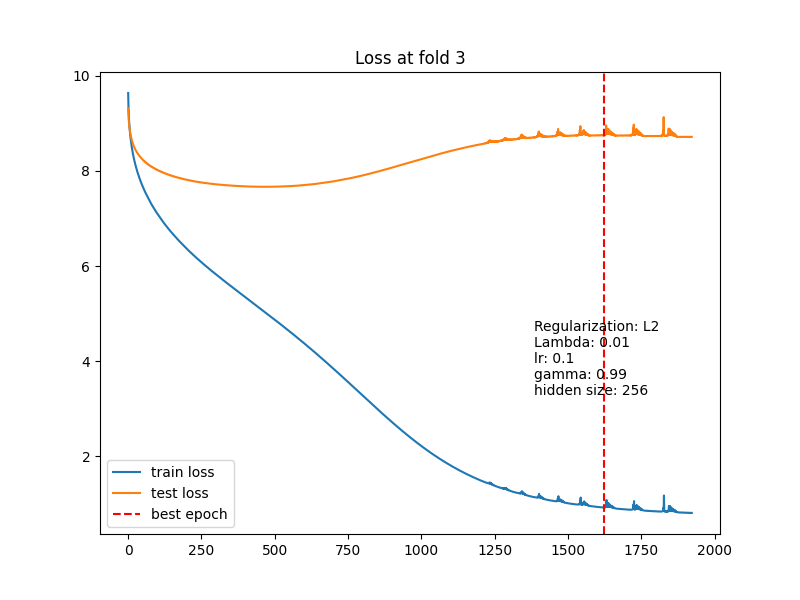 Loss at fold 3
10
8
6
4
2
Regularization: L2
Lambda: 0.01
lr: 0.1
gamma: 0.99
hidden size: 256
train loss
test loss
best epoch
0 250 500 750 1000 1250 1500 1750 2000